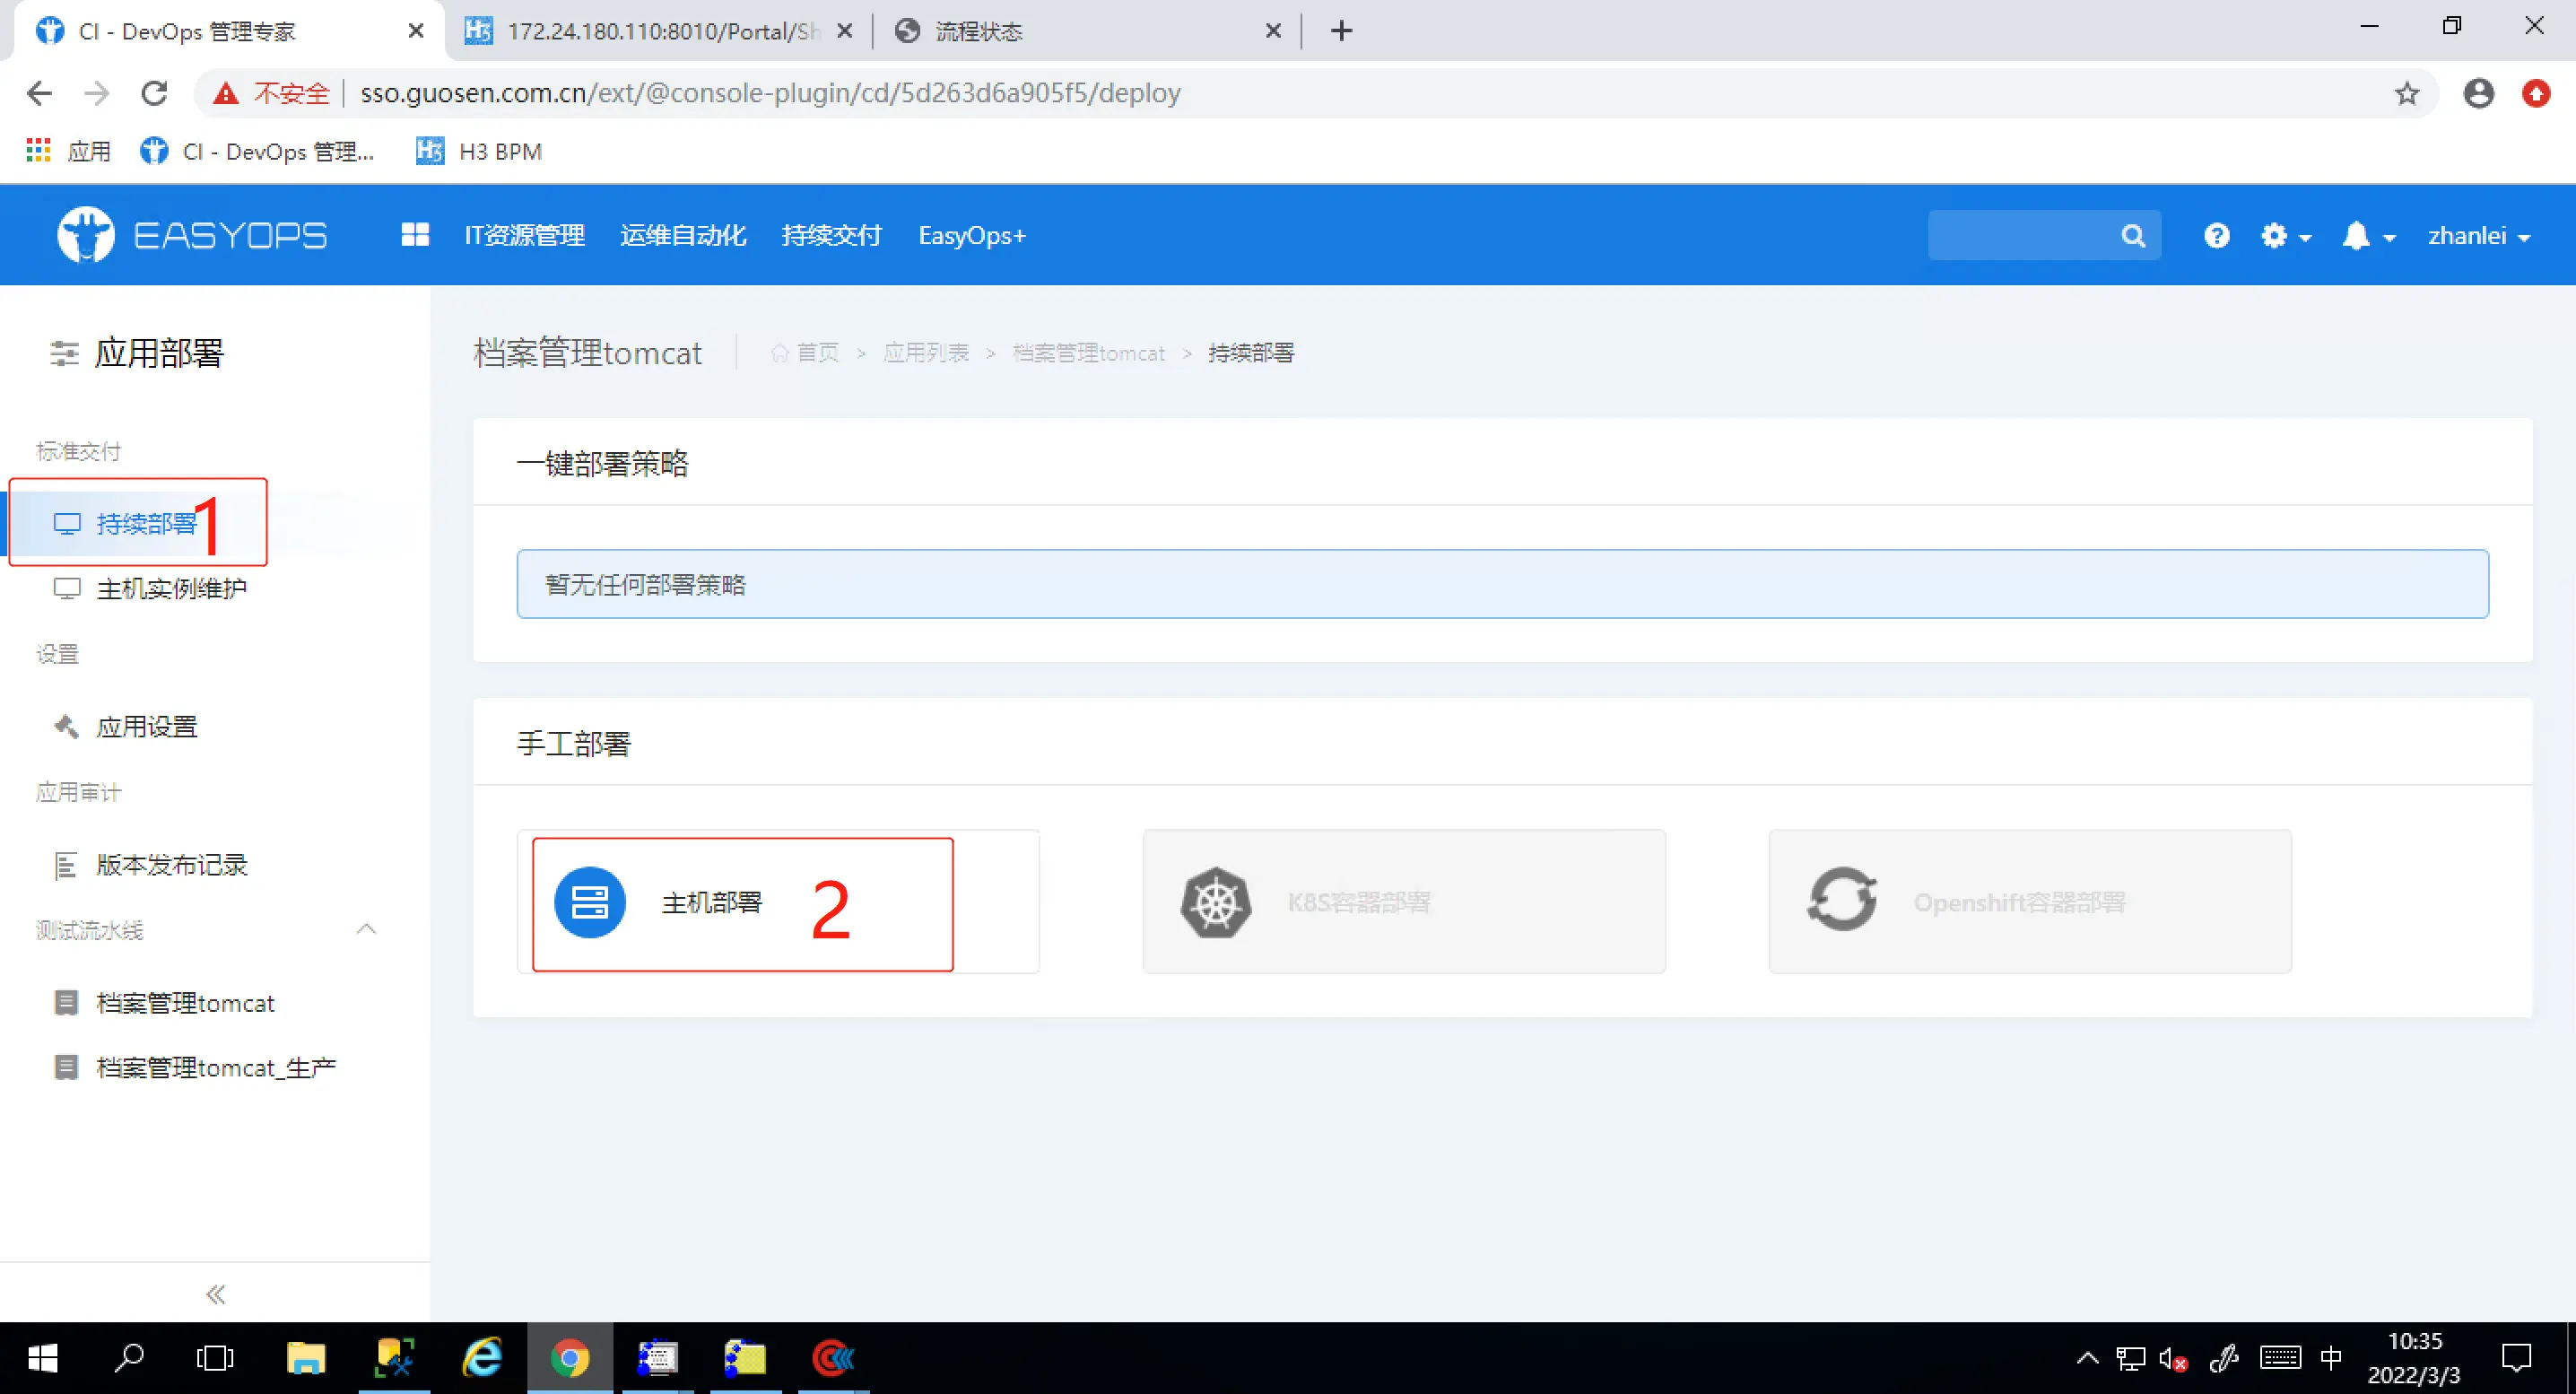 CI - DevOps 管理专家
172.24.180.110:8010/Portal/Sh
流程状态
不安全
sso.guosen.com.cn/ext/@console-plugin/cd/5d263d6a905f5/deploy
应用
CI - DevOps 管理...
H3 BPM
EASYOPS
IT资源管理
运维自动化
持续交付
EasyOps+
zhanlei
应用部署
标准交付
持续部署
1
主机实例维护
设置
应用设置
应用审计
版本发布记录
测试流水线
档案管理tomcat
档案管理tomcat_生产
档案管理tomcat
首页 > 应用列表 > 档案管理tomcat > 持续部署
一键部署策略
暂无任何部署策略
手工部署
主机部署
2
K8S容器部署
Openshift容器部署
中
10:35
2022/3/3